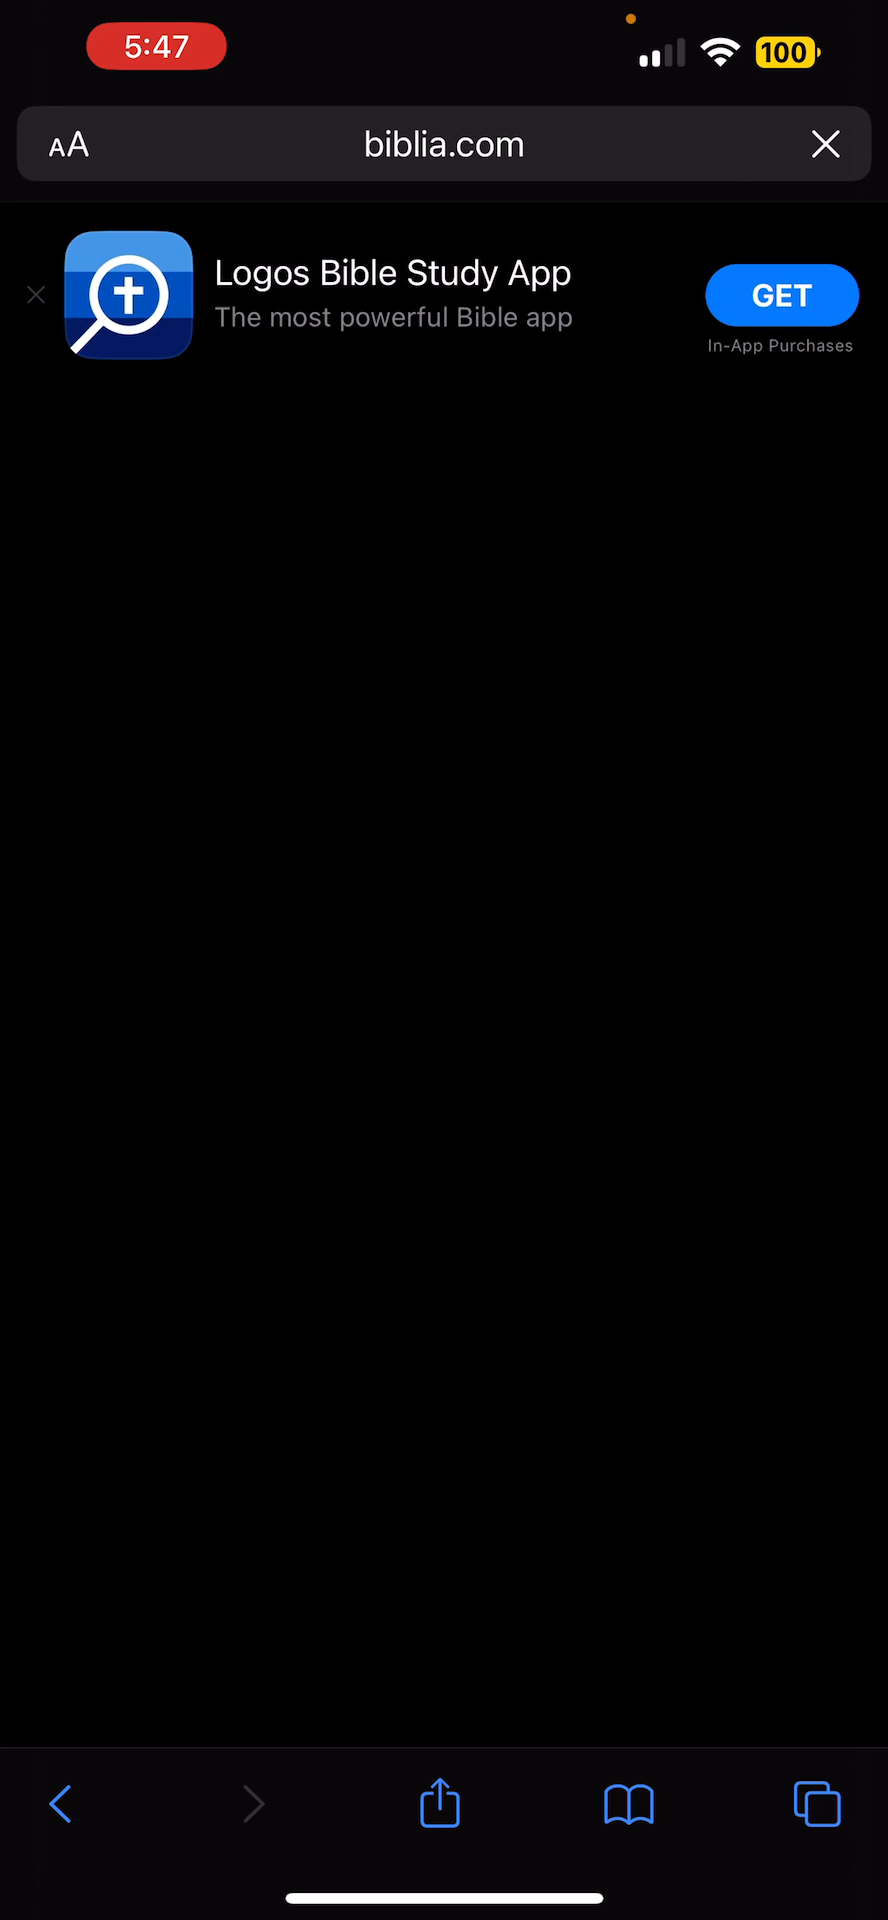 5:47
100
AA
biblia.com
Logos Bible Study App
The most powerful Bible app
GET
In-App Purchases